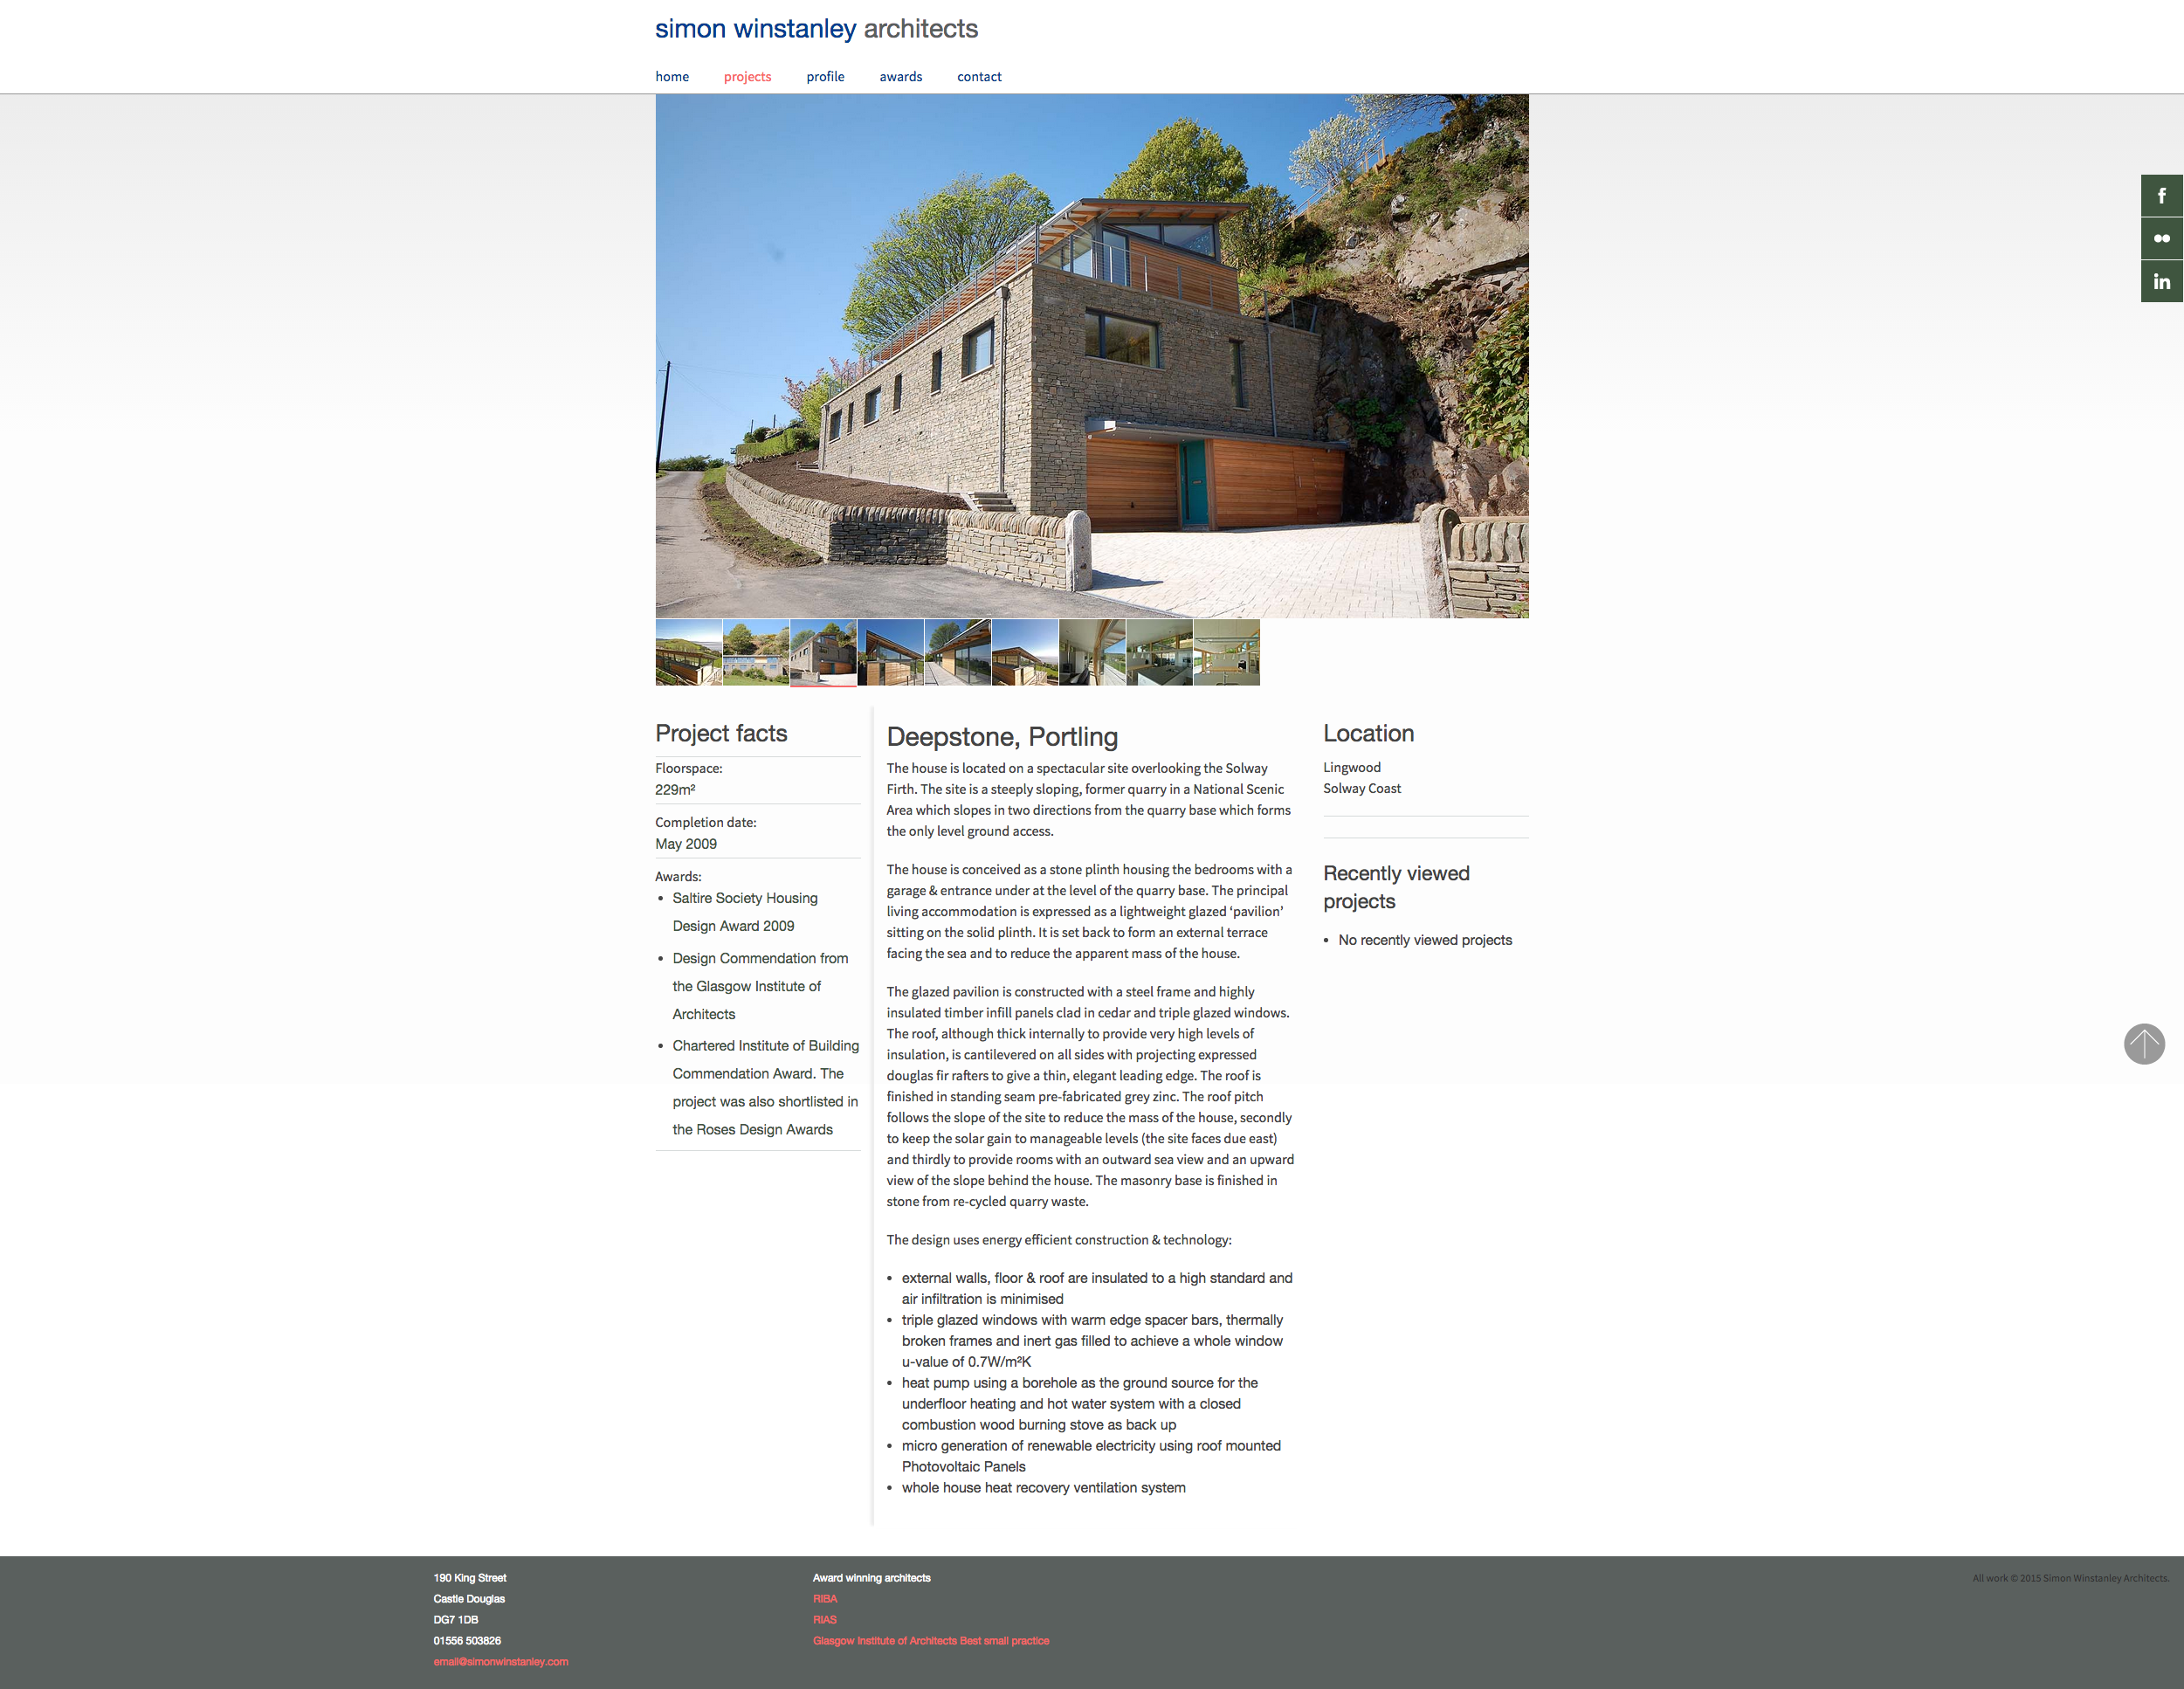 simon winstanley architects
home projects profile awards contact
Project facts
Floorspace:
229m²
Completion date:
May 2009
Awards:
• Saltire Society Housing
Design Award 2009
• Design Commendation from
the Glasgow Institute of
Architects
• Chartered Institute of Building
Commendation Award. The
project was also shortlisted in
the Roses Design Awards
Deepstone, Portling
The house is located on a spectacular site overlooking the Solway
Firth. The site is a steeply sloping, former quarry in a National Scenic
Area which slopes in two directions from the quarry base which forms
the only level ground access.
The house is conceived as a stone plinth housing the bedrooms with a
garage & entrance under at the level of the quarry base. The principal
living accommodation is expressed as a lightweight glazed ‘pavilion’
sitting on the solid plinth. It is set back to form an external terrace
facing the sea and to reduce the apparent mass of the house.
The glazed pavilion is constructed with a steel frame and highly
insulated timber infill panels clad in cedar and triple glazed windows.
The roof, although thick internally to provide very high levels of
insulation, is cantilevered on all sides with projecting expressed
douglas fir rafters to give a thin, elegant leading edge. The roof is
finished in standing seam pre-fabricated grey zinc. The roof pitch
follows the slope of the site to reduce the mass of the house, secondly
to keep the solar gain to manageable levels (the site faces due east)
and thirdly to provide rooms with an outward sea view and an upward
view of the slope behind the house. The masonry base is finished in
stone from re-cycled quarry waste.
The design uses energy efficient construction & technology:
• external walls, floor & roof are insulated to a high standard and
air infiltration is minimised
• triple glazed windows with warm edge spacer bars, thermally
broken frames and inert gas filled to achieve a whole window
u-value of 0.7W/m²K
• heat pump using a borehole as the ground source for the
underfloor heating and hot water system with a closed
combustion wood burning stove as back up
• micro generation of renewable electricity using roof mounted
Photovoltaic Panels
• whole house heat recovery ventilation system
Location
Lingwood
Solway Coast
Recently viewed
projects
• No recently viewed projects
190 King Street
Castle Douglas
DG7 1DB
01556 503826
email@simonwinstanley.com
Award winning architects
RIBA
RIAS
Glasgow Institute of Architects Best small practice
All work © 2015 Simon Winstanley Architects.